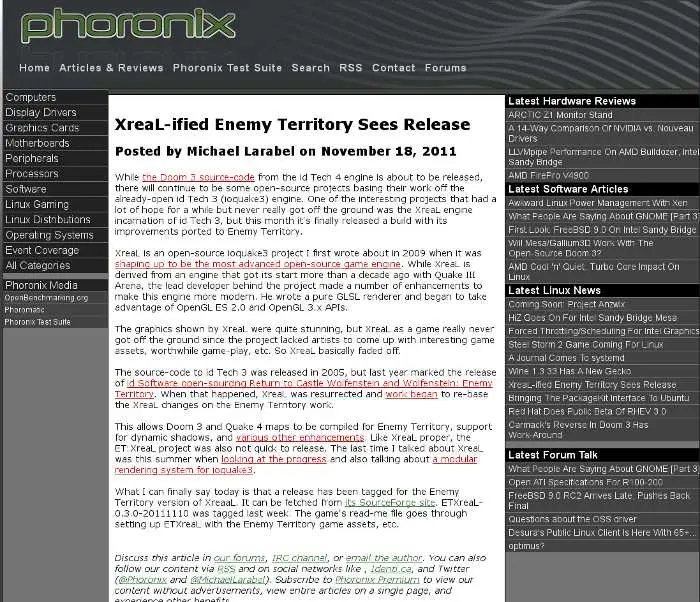 phoronix
Home Articles & Reviews Phoronix Test Suite Search RSS Contact Forums
Computers
Display Drivers
Graphics Cards
Motherboards
Peripherals
Processors
Software
Linux Gaming
Linux Distributions
Operating Systems
Event Coverage
All Categories
Phoronix Media
OpenBenchmarking.org
Phoromatic
Phoronix Test Suite
XreaL-ified Enemy Territory Sees Release
Posted by Michael Larabel on November 18, 2011
While the Doom 3 source-code from the id Tech 4 engine is about to be released,
there will continue to be some open-source projects basing their work off the
already-open id Tech 3 (ioquake3) engine. One of the interesting projects that had a
lot of hope for a while but never really got off the ground was the XreaL engine
incarnation of id Tech 3, but this month it's finally released a build with its
improvements ported to Enemy Territory.
XreaL is an open-source ioquake3 project I first wrote about in 2009 when it was
shaping up to be the most advanced open-source game engine. While XreaL is
derived from an engine that got its start more than a decade ago with Quake III
Arena, the lead developer behind the project made a number of enhancements to
make this engine more modern. He wrote a pure GLSL renderer and began to take
advantage of OpenGL ES 2.0 and OpenGL 3.x APIs.
The graphics shown by XreaL were quite stunning, but XreaL as a game really never
got off the ground since the project lacked artists to come up with interesting game
assets, worthwhile game-play, etc. So XreaL basically faded off.
The source-code to id Tech 3 was released in 2005, but last year marked the release
of id Software open-sourcing Return to Castle Wolfenstein and Wolfenstein: Enemy
Territory. When that happened, XreaL was resurrected and work began to re-base
the XreaL changes on the Enemy Territory work.
This allows Doom 3 and Quake 4 maps to be compiled for Enemy Territory, support
for dynamic shadows, and various other enhancements. Like XreaL proper, the
ET:XreaL project was also not quick to release. The last time I talked about XreaL
was this summer when looking at the progress and also talking about a modular
rendering system for ioquake3.
What I can finally say today is that a release has been tagged for the Enemy
Territory version of XreaaL. It can be fetched from its SourceForge site. ETXreaL-
0.3.0-20111110 was tagged last week. The game's read-me file goes through
setting up ETXreaL with the Enemy Territory game assets, etc.
Discuss this article in our forums, IRC channel, or email the author. You can also
follow our content via RSS and on social networks like , Identi.ca, and Twitter
(@Phoronix and @MichaelLarabel). Subscribe to Phoronix Premium to view our
content without advertisements, view entire articles on a single page, and
experience other benefits.
Latest Hardware Reviews
ARCTIC Z1 Monitor Stand
A 14-Way Comparison Of NVIDIA vs. Nouveau
Drivers
LLVMpipe Performance On AMD Bulldozer, Intel
Sandy Bridge
AMD FirePro V4900
Latest Software Articles
Awkward Linux Power Management With Xen
What People Are Saying About GNOME [Part 3]
First Look: FreeBSD 9.0 On Intel Sandy Bridge
Will Mesa/Gallium3D Work With The
Open-Source Doom 3?
AMD Cool 'n' Quiet, Turbo Core Impact On
Linux
Latest Linux News
Coming Soon: Project Anzwix
HiZ Goes On For Intel Sandy Bridge Mesa
Forced Throttling/Scheduling For Intel Graphics
Steel Storm 2 Game Coming For Linux
A Journal Comes To systemd
Wine 1.3.33 Has A New Gecko
XreaL-ified Enemy Territory Sees Release
Bringing The PackageKit Interface To Ubuntu
Red Hat Does Public Beta Of RHEV 3.0
Carmack's Reverse In Doom 3 Has
Work-Around
Latest Forum Talk
What People Are Saying About GNOME [Part 3]
Open ATI Specifications For R100-200
FreeBSD 9.0 RC2 Arrives Late, Pushes Back
Final
Questions about the OSS driver
Desura's Public Linux Client Is Here With 65+...
optimus?